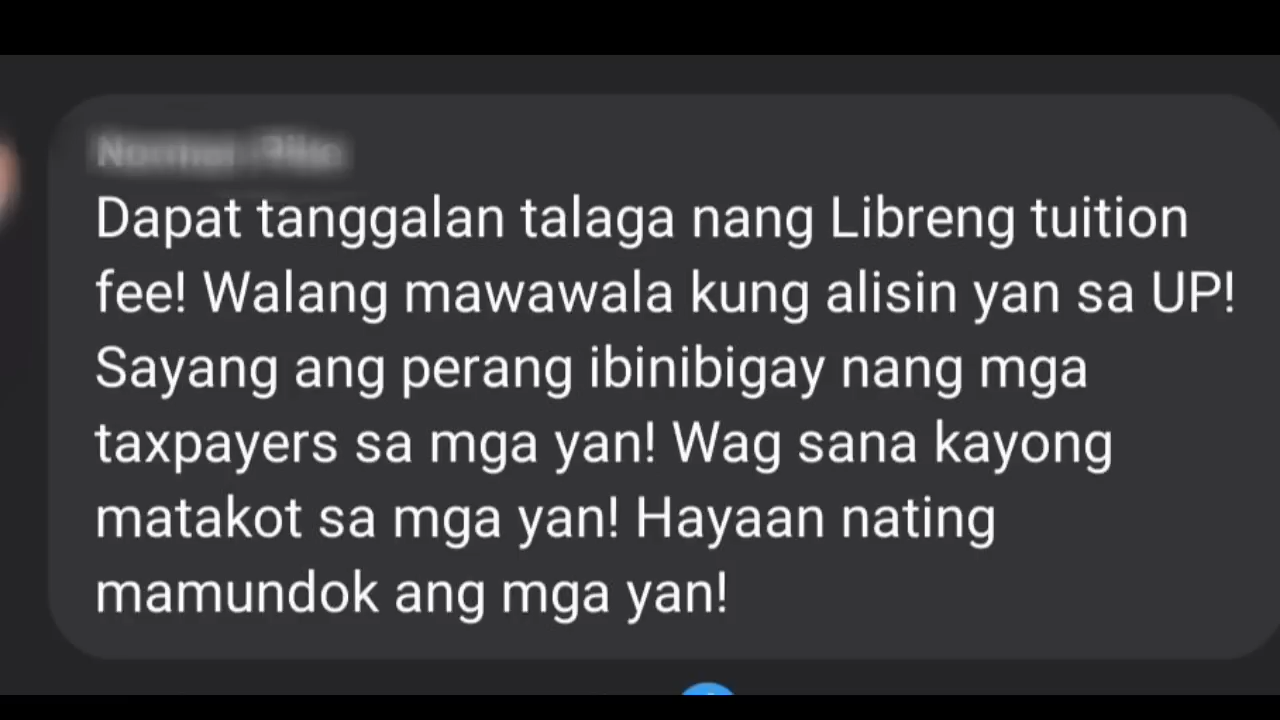 Dapat tanggalan talaga nang Libreng tuition
fee! Walang mawawala kung alisin yan sa UP!
Sayang ang perang ibinibigay nang mga
taxpayers sa mga yan! Wag sana kayong
matakot sa mga yan! Hayaan nating
mamundok ang mga yan!